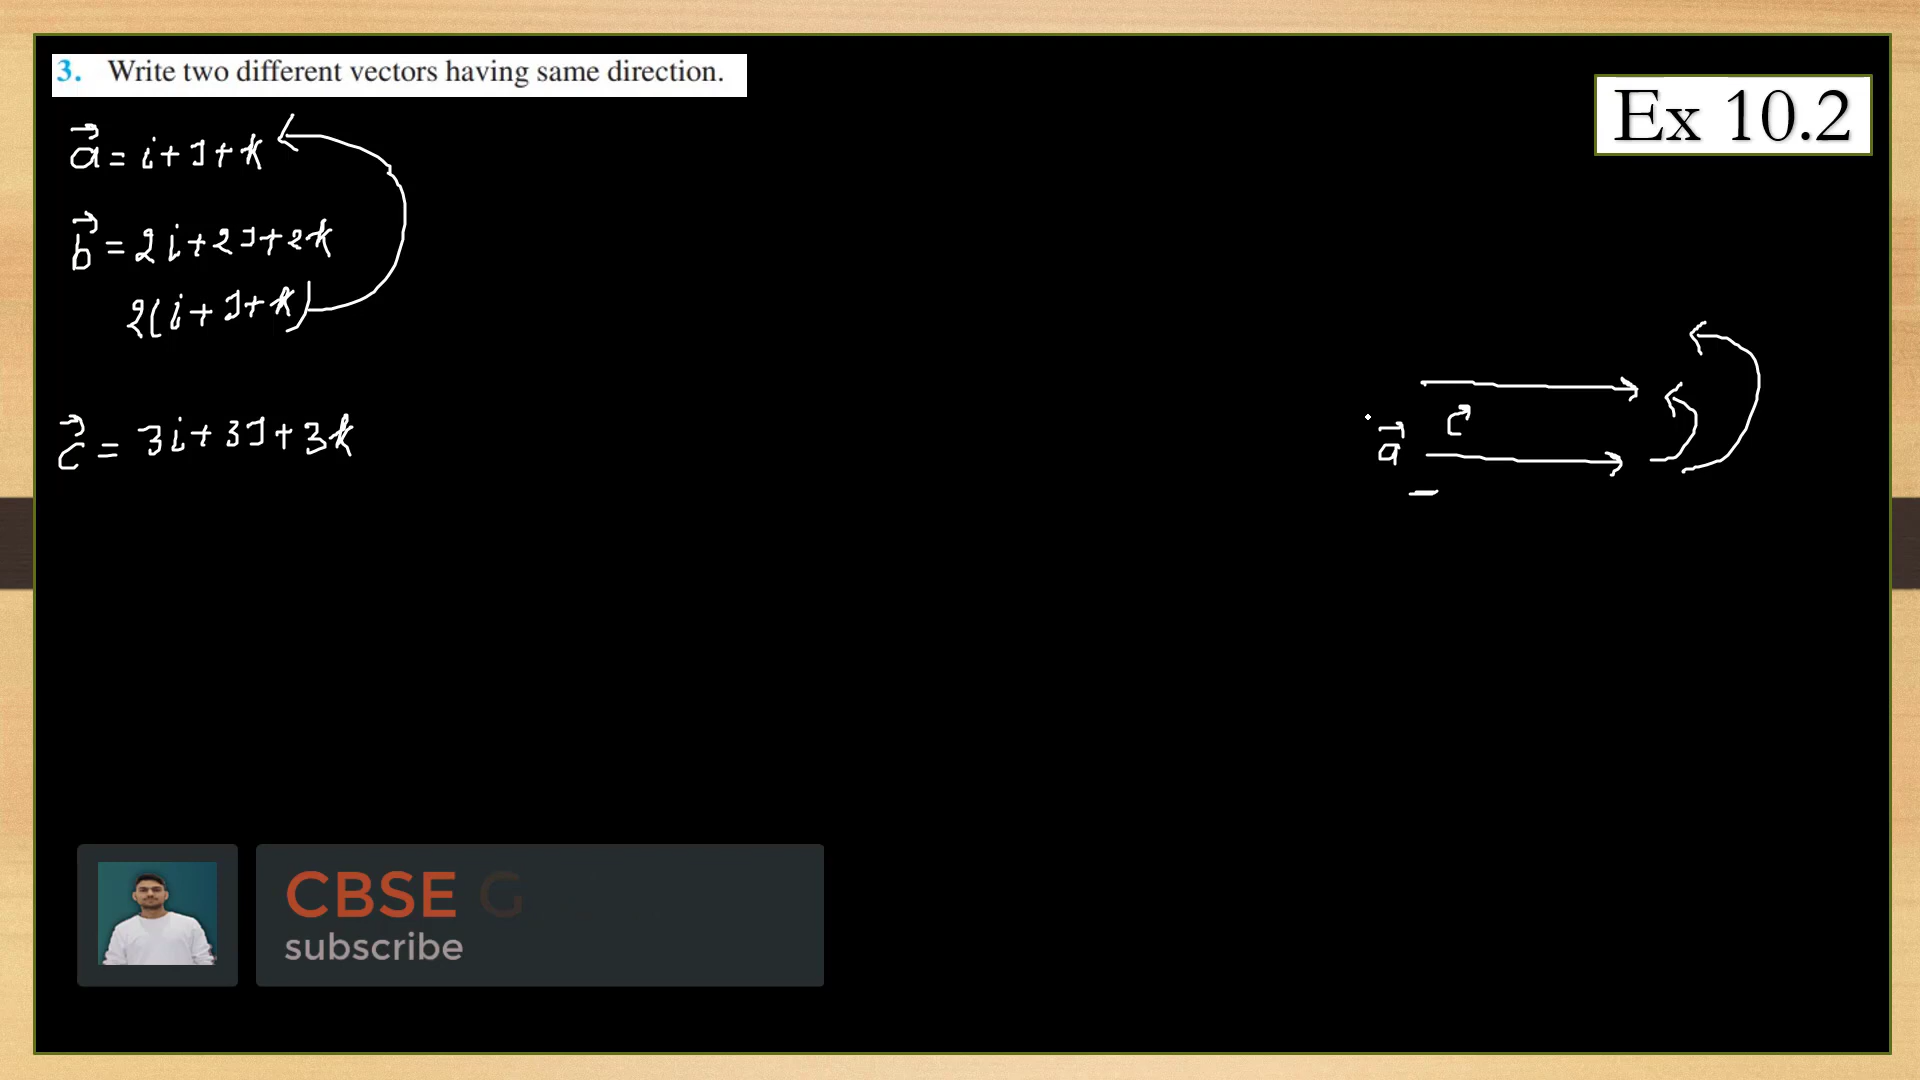 3. Write two different vectors having same direction.
Ex 10.2
a⃗ = i + J + k
b⃗ = 2i + 2J + 2k
2(i + J + k)
c⃗ = 3i + 3J + 3k
c⃗
a⃗
CBSE G
subscribe